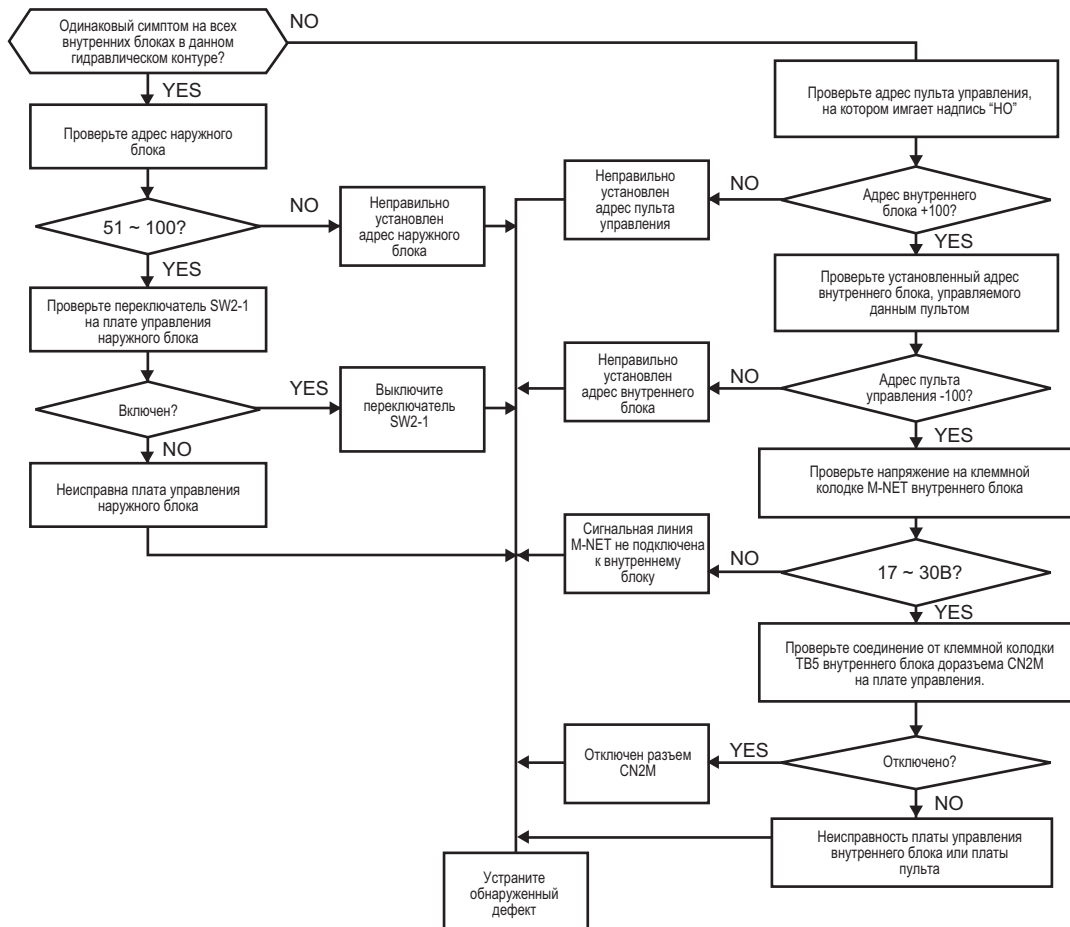 Одинаковый симптом на всех
внутренних блоках в данном
гидравлическом контуре?
NO
YES
Проверьте адрес наружного
блока
51 ~ 100?
NO
Неправильно
установлен
адрес наружного
блока
YES
Проверьте переключатель SW2-1
на плате управления
наружного блока
Включен?
YES
Выключите
переключатель
SW2-1
NO
Неисправна плата управления
наружного блока
Проверьте адрес пульта управления,
на котором имгает надпись “HO”
Адрес внутреннего
блока +100?
NO
Неправильно
установлен
адрес пульта
управления
YES
Проверьте установленный адрес
внутреннего блока, управляемого
данным пультом
Адрес пульта
управления -100?
NO
Неправильно
установлен
адрес внутреннего
блока
YES
Проверьте напряжение на клеммной
колодке M-NET внутреннего блока
17 ~ 30В?
NO
Сигнальная линия
M-NET не подключена
к внутреннему
блоку
YES
Проверьте соединение от клеммной колодки
TB5 внутреннего блока доразъема CN2M
на плате управления.
Отключено?
YES
Отключен разъем
CN2M
NO
Неисправность платы управления
внутреннего блока или платы
пульта
Устраните
обнаруженный
дефект